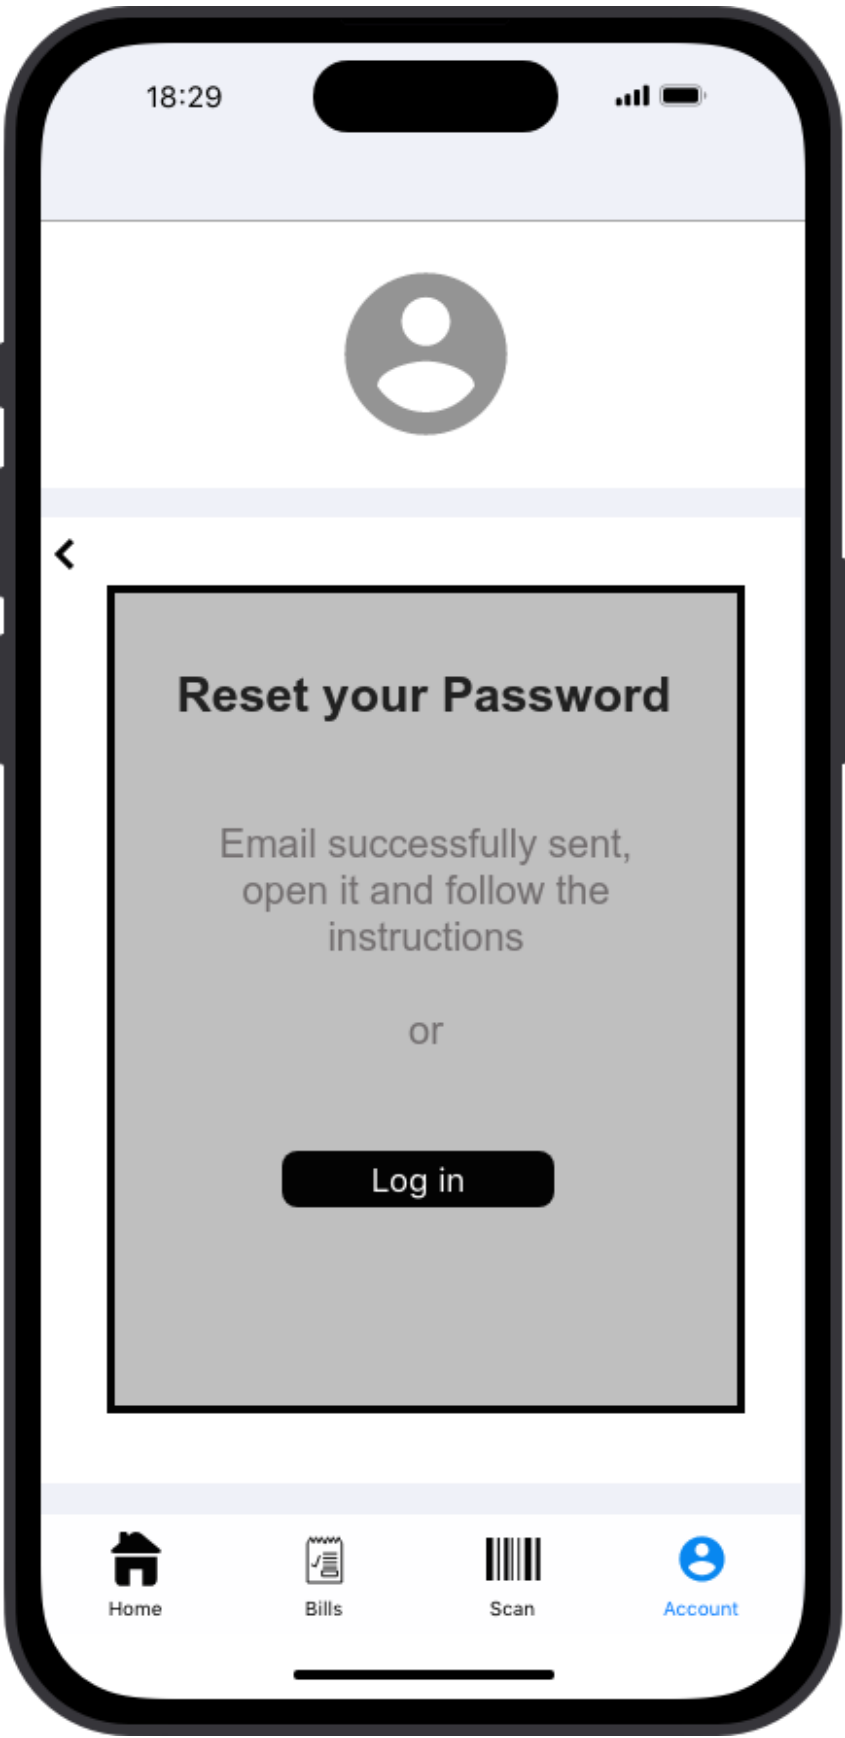 18:29
Reset your Password
Email successfully sent,
open it and follow the
instructions
or
Log in
Home
Bills
Scan
Account